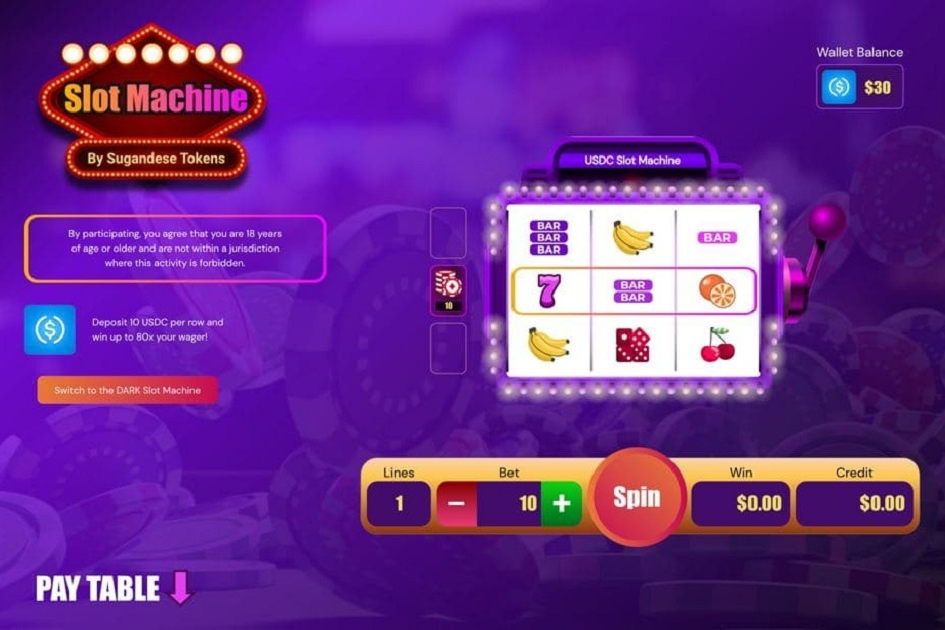 Slot Machine
By Sugandese Tokens
Wallet Balance
$30
USDC Slot Machine
By participating, you agree that you are 18 years
of age or older and are not within a jurisdiction
where this activity is forbidden.
BAR
BAR
BAR
BAR
10
7
BAR
BAR
Deposit 10 USDC per row and
win up to 80x your wager!
Switch to the DARK Slot Machine
Lines
Bet
Win
Credit
1
−
10
+
Spin
$0.00
$0.00
PAY TABLE